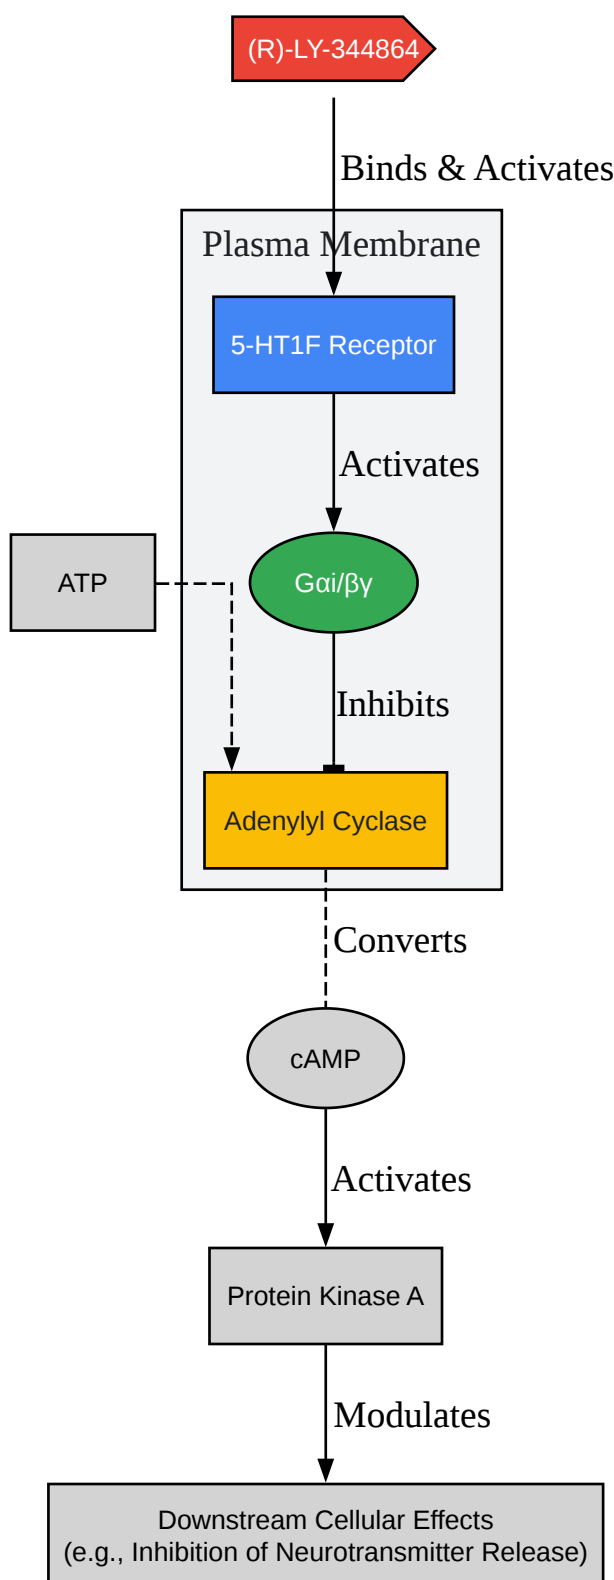 (R)-LY-344864
Binds & Activates
Plasma Membrane
5-HT1F Receptor
Activates
ATP
Gαi/βγ
Inhibits
Adenylyl Cyclase
Converts
cAMP
Activates
Protein Kinase A
Modulates
Downstream Cellular Effects
(e.g., Inhibition of Neurotransmitter Release)